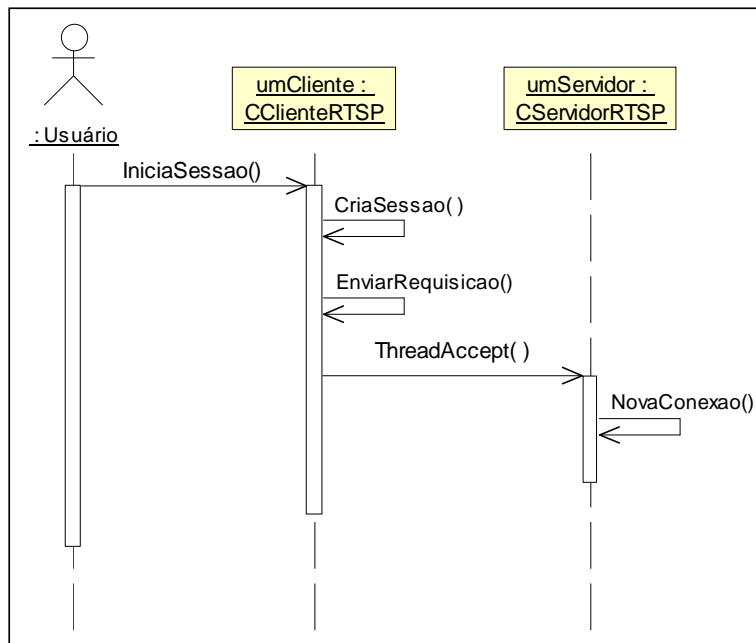 umCliente :
CClienteRTSP
umServidor :
CServidorRTSP
: Usuário
IniciaSessao()
CriaSessao( )
EnviarRequisicao()
ThreadAccept( )
NovaConexao()